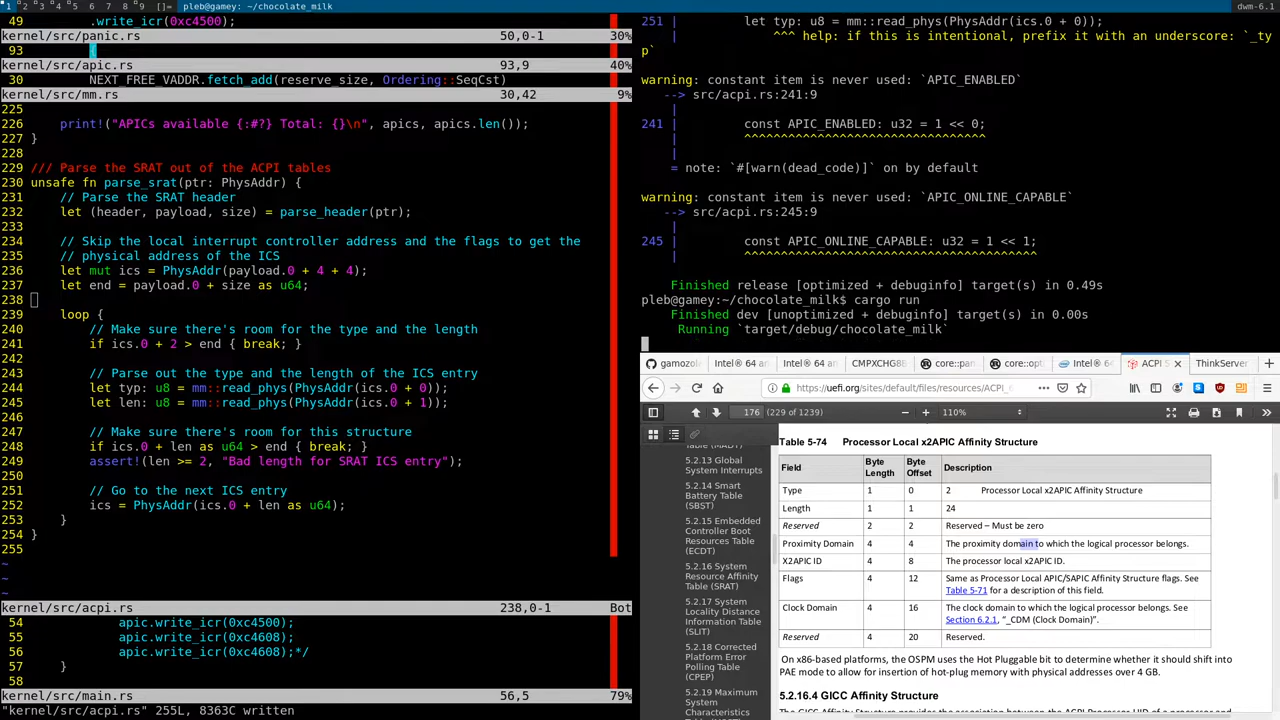 1 2 3 4 5 6 7 8 9 []= pleb@gamey: ~/chocolate_milk dwm-6.1
49 .write_icr(0xc4500);
kernel/src/panic.rs 50,0-1 30%
93 {
kernel/src/apic.rs 93,9 40%
30 NEXT_FREE_VADDR.fetch_add(reserve_size, Ordering::SeqCst)
kernel/src/mm.rs 30,42 9%
225
226 print!("APICs available {:#?} Total: {}\n", apics, apics.len());
227 }
228
229 /// Parse the SRAT out of the ACPI tables
230 unsafe fn parse_srat(ptr: PhysAddr) {
231 // Parse the SRAT header
232 let (header, payload, size) = parse_header(ptr);
233
234 // Skip the local interrupt controller address and the flags to get the
235 // physical address of the ICS
236 let mut ics = PhysAddr(payload.0 + 4 + 4);
237 let end = payload.0 + size as u64;
238
239 loop {
240 // Make sure there's room for the type and the length
241 if ics.0 + 2 > end { break; }
242
243 // Parse out the type and the length of the ICS entry
244 let typ: u8 = mm::read_phys(PhysAddr(ics.0 + 0));
245 let len: u8 = mm::read_phys(PhysAddr(ics.0 + 1));
246
247 // Make sure there's room for this structure
248 if ics.0 + len as u64 > end { break; }
249 assert!(len >= 2, "Bad length for SRAT ICS entry");
250
251 // Go to the next ICS entry
252 ics = PhysAddr(ics.0 + len as u64);
253 }
254 }
255
~
~
kernel/src/acpi.rs 238,0-1 Bot
54 apic.write_icr(0xc4500);
55 apic.write_icr(0xc4608);
56 apic.write_icr(0xc4608);*/
57 }
58
kernel/src/main.rs 56,5 79%
"kernel/src/acpi.rs" 255L, 8363C written
251 | let typ: u8 = mm::read_phys(PhysAddr(ics.0 + 0));
| ^^^ help: if this is intentional, prefix it with an underscore: `_ty
p`
warning: constant item is never used: `APIC_ENABLED`
--> src/acpi.rs:241:9
|
241 | const APIC_ENABLED: u32 = 1 << 0;
| ^^^^^^^^^^^^^^^^^^^^^^^^^^^^^^^^^
|
= note: `#[warn(dead_code)]` on by default
warning: constant item is never used: `APIC_ONLINE_CAPABLE`
--> src/acpi.rs:245:9
|
245 | const APIC_ONLINE_CAPABLE: u32 = 1 << 1;
| ^^^^^^^^^^^^^^^^^^^^^^^^^^^^^^^^^^^^^^^^
Finished release [optimized + debuginfo] target(s) in 0.49s
pleb@gamey:~/chocolate_milk$ cargo run
Finished dev [unoptimized + debuginfo] target(s) in 0.00s
Running `target/debug/chocolate_milk`
gamozol Intel® 64 an Intel® 64 an CMPXCHG8B core::pan core::opt Intel® 64 ACPI S ThinkServer
https://uefi.org/sites/default/files/resources/ACPI_
176 (229 of 1239) 110%
Table (MADT)
5.2.13 Global
System Interrupts
5.2.14 Smart
Battery Table
(SBST)
5.2.15 Embedded
Controller Boot
Resources Table
(ECDT)
5.2.16 System
Resource Affinity
Table (SRAT)
5.2.17 System
Locality Distance
Information Table
(SLIT)
5.2.18 Corrected
Platform Error
Polling Table
(CPEP)
5.2.19 Maximum
System
Characteristics
Table 5-74 Processor Local x2APIC Affinity Structure
Field Byte Length Byte Offset Description
Type 1 0 2 Processor Local x2APIC Affinity Structure
Length 1 1 24
Reserved 2 2 Reserved – Must be zero
Proximity Domain 4 4 The proximity domain to which the logical processor belongs.
X2APIC ID 4 8 The processor local x2APIC ID.
Flags 4 12 Same as Processor Local APIC/SAPIC Affinity Structure flags. See
Table 5-71 for a description of this field.
Clock Domain 4 16 The clock domain to which the logical processor belongs. See
Section 6.2.1, “_CDM (Clock Domain)”.
Reserved 4 20 Reserved.
On x86-based platforms, the OSPM uses the Hot Pluggable bit to determine whether it should shift into
PAE mode to allow for insertion of hot-plug memory with physical addresses over 4 GB.
5.2.16.4 GICC Affinity Structure